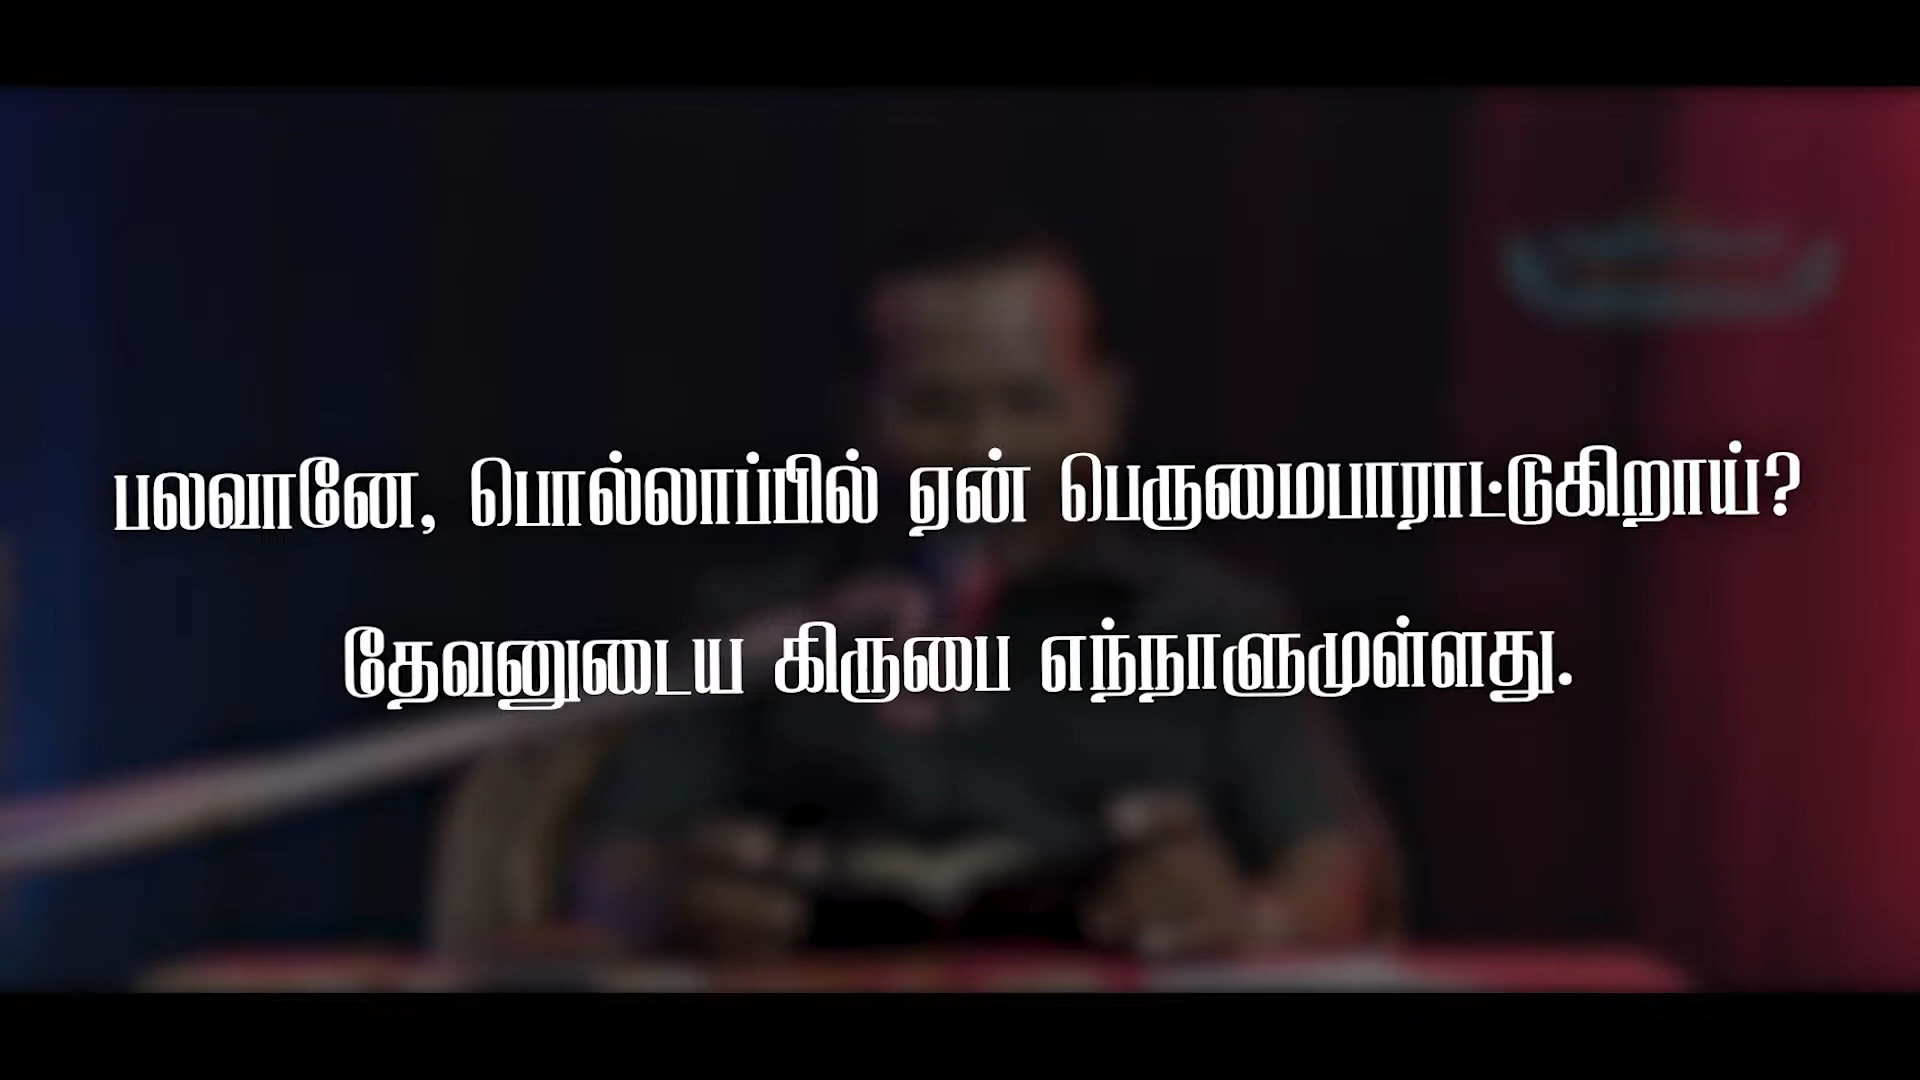 பலவானே, பொல்லாப்பில் ஏன் பெருமைபாராட்டுகிறாய்?
தேவனுடைய கிருபை எந்நாளுமுள்ளது.